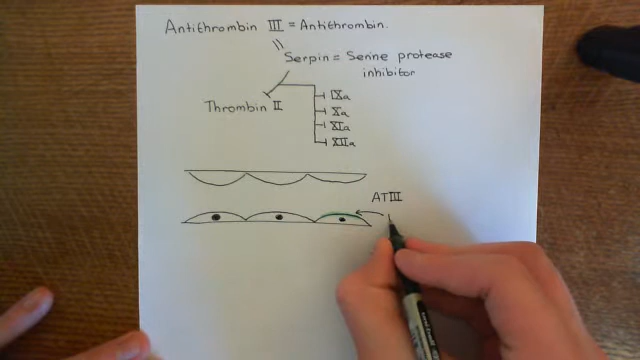 Antithrombin III = Antithrombin.
=
Serpin = Serine protease
inhibitor
Thrombin II
IXa
Xa
XIa
XIIa
ATIII